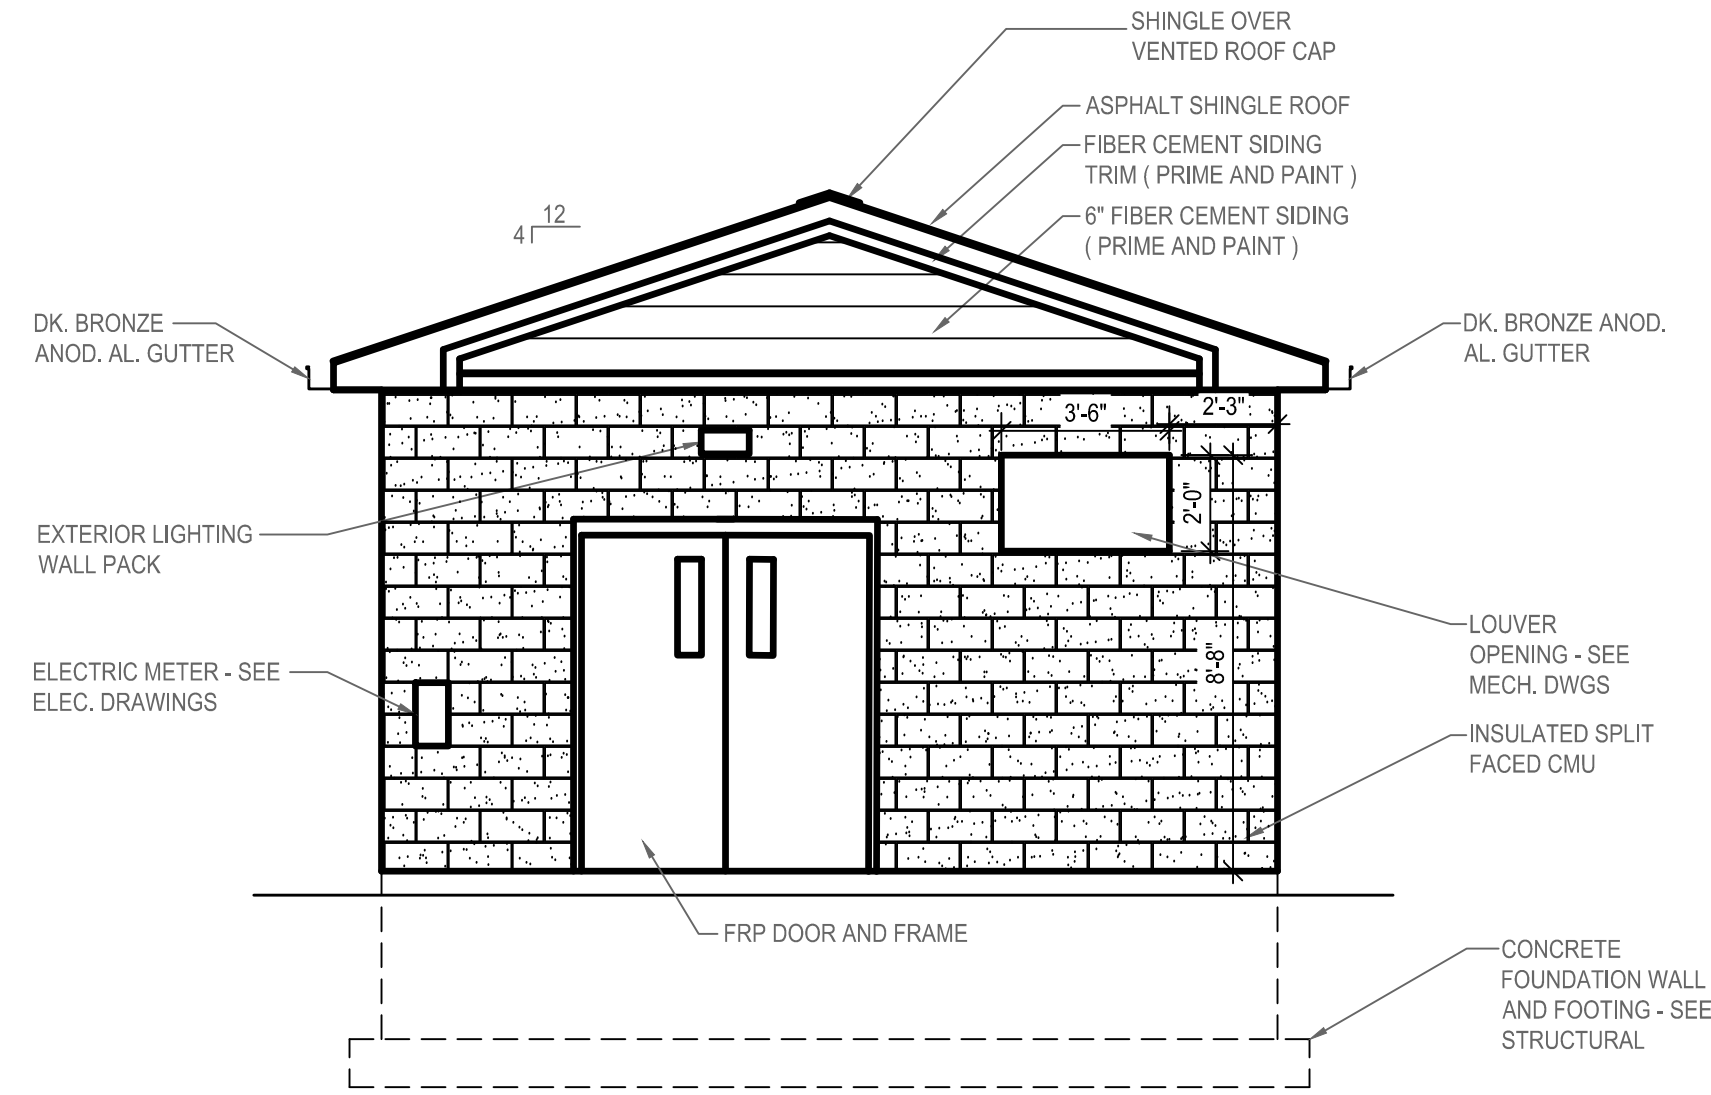 SHINGLE OVER
VENTED ROOF CAP
ASPHALT SHINGLE ROOF
FIBER CEMENT SIDING
TRIM ( PRIME AND PAINT )
6" FIBER CEMENT SIDING
( PRIME AND PAINT )
12
4
DK. BRONZE
ANOD. AL. GUTTER
DK. BRONZE ANOD.
AL. GUTTER
3'-6"
2'-3"
2'-0"
8'-8"
EXTERIOR LIGHTING
WALL PACK
ELECTRIC METER - SEE
ELEC. DRAWINGS
LOUVER
OPENING - SEE
MECH. DWGS
INSULATED SPLIT
FACED CMU
FRP DOOR AND FRAME
CONCRETE
FOUNDATION WALL
AND FOOTING - SEE
STRUCTURAL